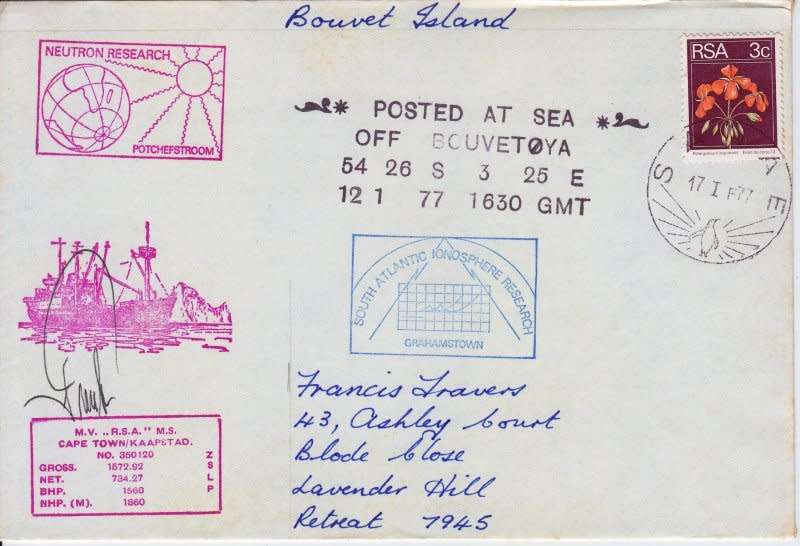 Bouvet Island
NEUTRON RESEARCH
POTCHEFSTROOM
RSA 3c
POSTED AT SEA
OFF BOUVETØYA
54 26 S 3 25 E
12 1 77 1630 GMT
17 I 77
SOUTH ATLANTIC IONOSPHERE RESEARCH
GRAHAMSTOWN
M.V. „R.S.A." M.S.
CAPE TOWN/KAAPSTAD.
NO. 350120 Z
GROSS. 1572.92 S
NET. 734.27 L
BHP. 1560 P
NHP. (M). 1860
Francis Travers
43, Ashley Court
Blode Close
Lavender Hill
Retreat 7945